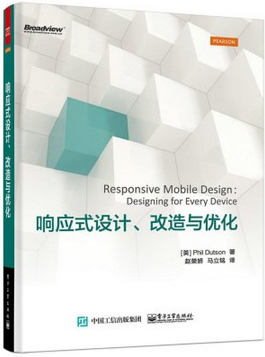 Broadview
PEARSON
响应式设计、改造与优化
Responsive Mobile Design:
Designing for Every Device
响应式设计、改造与优化
[美] Phil Dutson 著
赵荣娇 马立铭 译
中国工信出版集团
电子工业出版社